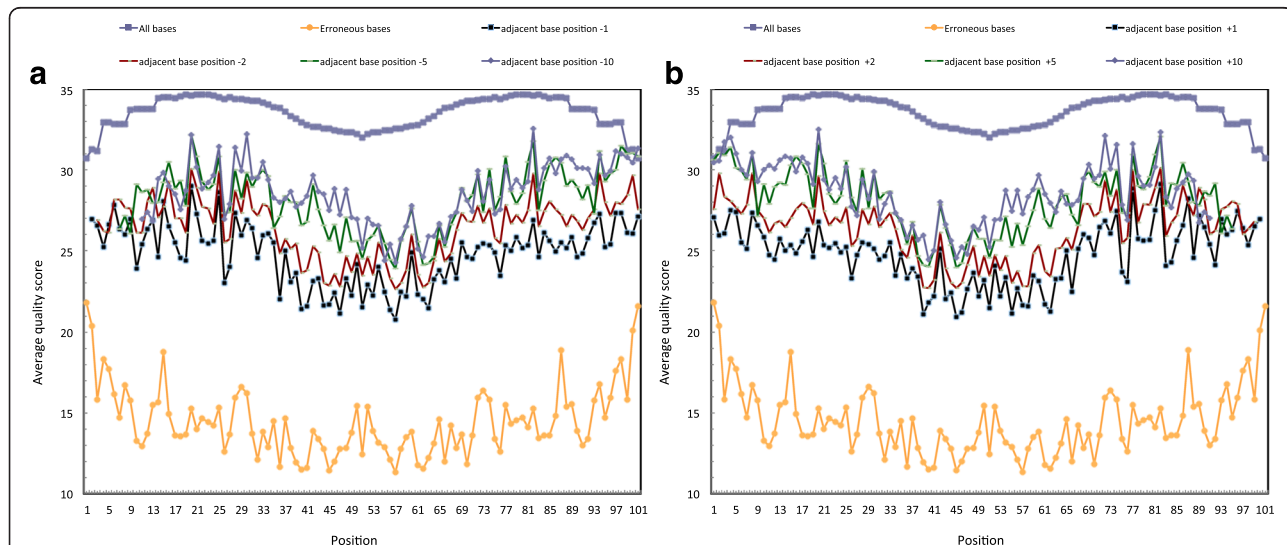 All bases
Erroneous bases
adjacent base position -1
adjacent base position -2
adjacent base position -5
adjacent base position -10
a
35
30
25
20
15
10
Average quality score
1 5 9 13 17 21 25 29 33 37 41 45 49 53 57 61 65 69 73 77 81 85 89 93 97 101
Position
All bases
Erroneous bases
adjacent base position +1
adjacent base position +2
adjacent base position +5
adjacent base position +10
b
35
30
25
20
15
10
Average quality score
1 5 9 13 17 21 25 29 33 37 41 45 49 53 57 61 65 69 73 77 81 85 89 93 97 101
Position